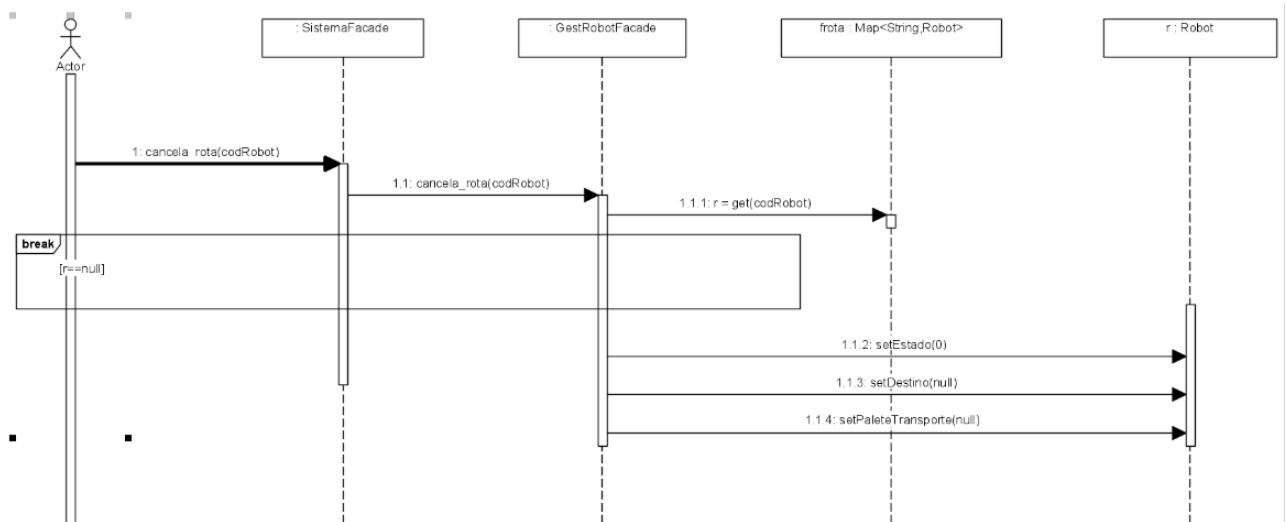 : SistemaFacade
: GestRobotFacade
frota : Map<String,Robot>
r : Robot
Actor
1: cancela_rota(codRobot)
1.1: cancela_rota(codRobot)
1.1.1: r = get(codRobot)
break
[r==null]
1.1.2: setEstado(0)
1.1.3: setDestino(null)
1.1.4: setPaleteTransporte(null)